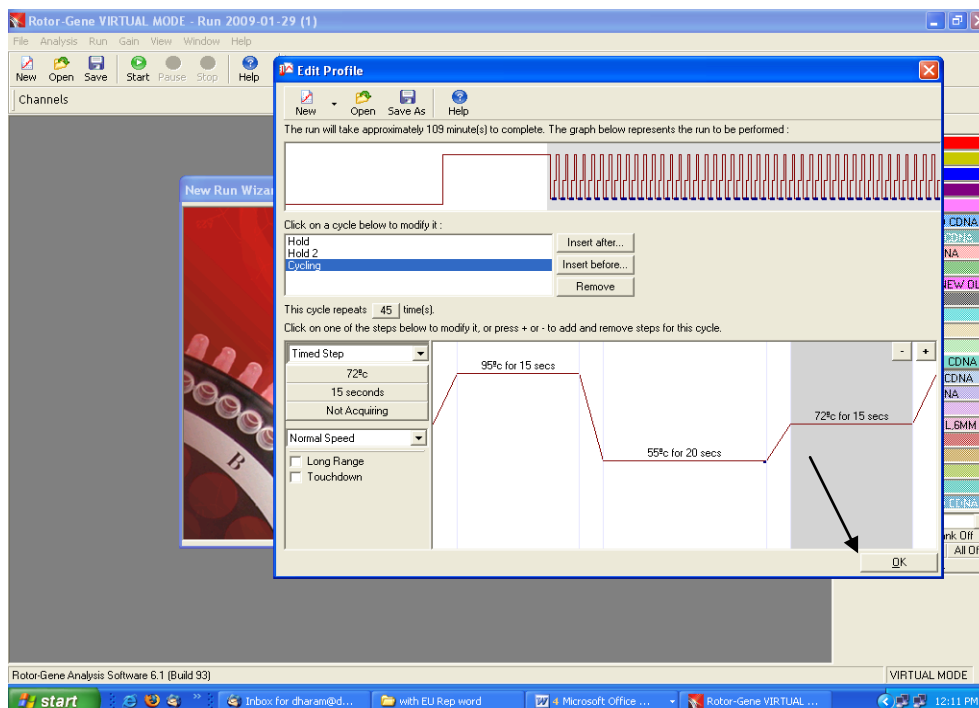 Rotor-Gene VIRTUAL MODE - Run 2009-01-29 (1)
File Analysis Run Gain View Window Help
New Open Save Start Pause Stop Help
Channels
New Run Wiza
Edit Profile
New Open Save As Help
The run will take approximately 109 minute(s) to complete. The graph below represents the run to be performed :
Click on a cycle below to modify it :
Hold
Hold 2
Cycling
Insert after...
Insert before...
Remove
This cycle repeats 45 time(s).
Click on one of the steps below to modify it, or press + or - to add and remove steps for this cycle.
Timed Step
72ºc
15 seconds
Not Acquiring
Normal Speed
Long Range
Touchdown
- +
95ºc for 15 secs
55ºc for 20 secs
72ºc for 15 secs
OK
B
CDNA
CDNA
NA
CDNA
CDNA
NA
L,6MM
CDNA
nk Off
All Of
Rotor-Gene Analysis Software 6.1 (Build 93)
VIRTUAL MODE
start
Inbox for dharam@d...
with EU Rep word
4 Microsoft Office ...
Rotor-Gene VIRTUAL ...
12:11 PM